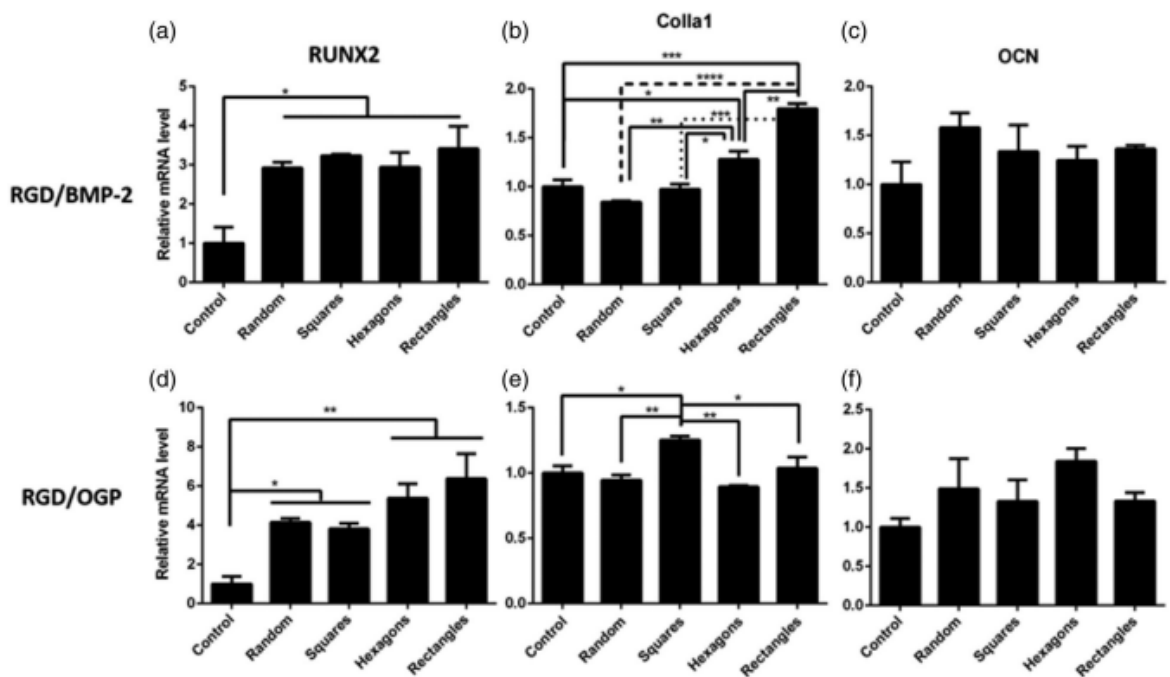 (a)
RUNX2
(b)
Colla1
(c)
OCN
RGD/BMP-2
Relative mRNA level
5
4
3
2
1
0
*
Control
Random
Squares
Hexagons
Rectangles
2.0
1.5
1.0
0.5
0.0
***
****
*
**
***
**
*
Control
Random
Square
Hexagones
Rectangles
2.0
1.5
1.0
0.5
0.0
Control
Random
Squares
Hexagons
Rectangles
(d)
(e)
(f)
RGD/OGP
Relative mRNA level
10
8
6
4
2
0
**
*
Control
Random
Squares
Hexagons
Rectangles
1.5
1.0
0.5
0.0
*
*
**
**
Control
Random
Squares
Hexagons
Rectangles
2.5
2.0
1.5
1.0
0.5
0.0
Control
Random
Squares
Hexagons
Rectangles